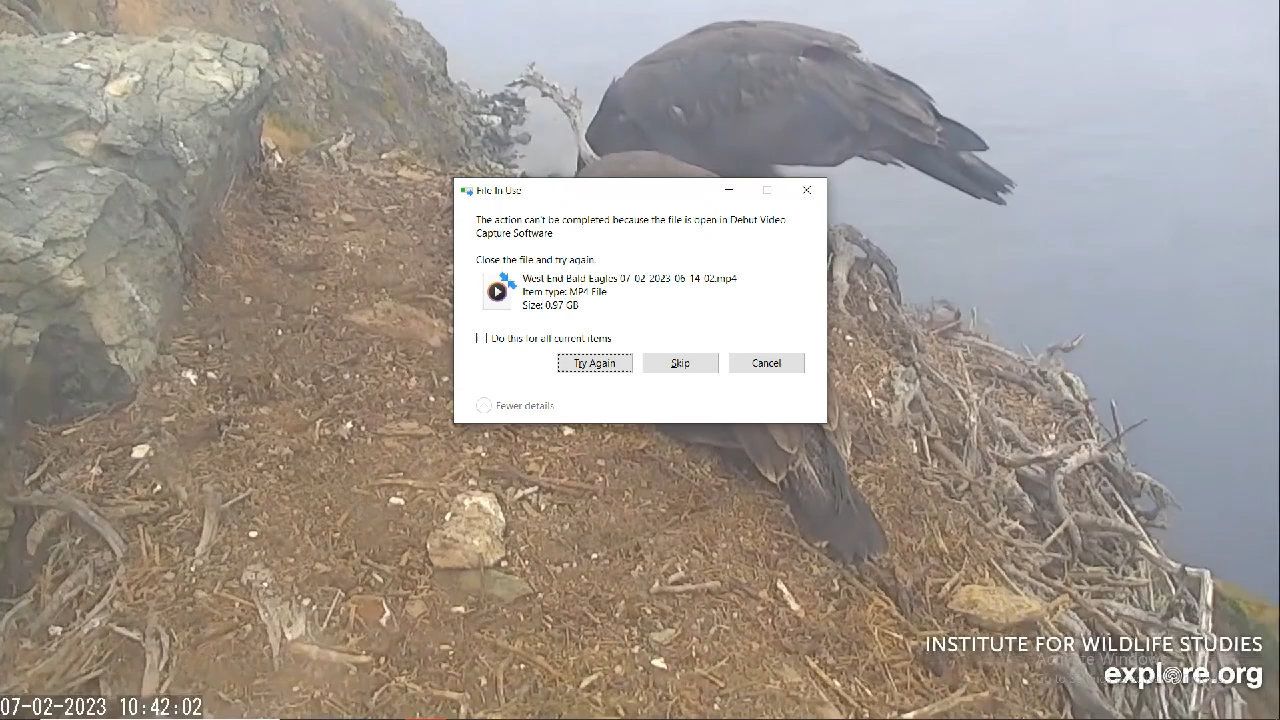 File In Use
The action can't be completed because the file is open in Debut Video
Capture Software
Close the file and try again.
West End Bald Eagles 07-02-2023-06-14-02.mp4
Item type: MP4 File
Size: 0.97 GB
Do this for all current items
Try Again Skip Cancel
Fewer details
INSTITUTE FOR WILDLIFE STUDIES
Activate Windows
explore.org
07-02-2023 10:42:02